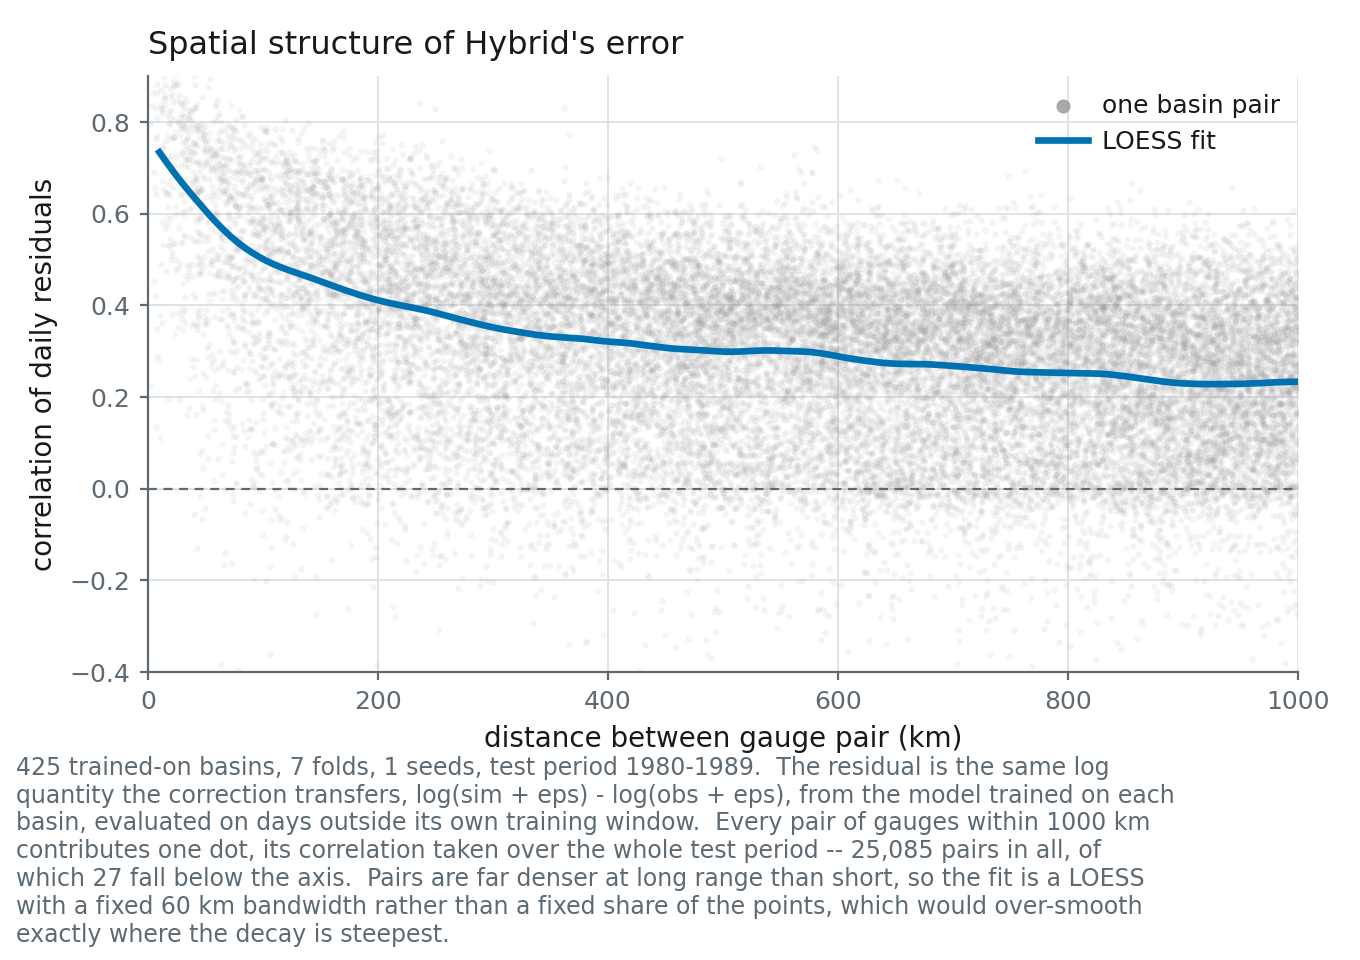 Spatial structure of Hybrid's error
one basin pair
LOESS fit
correlation of daily residuals
0.8
0.6
0.4
0.2
0.0
−0.2
−0.4
0
200
400
600
800
1000
distance between gauge pair (km)
425 trained-on basins, 7 folds, 1 seeds, test period 1980-1989.  The residual is the same log
quantity the correction transfers, log(sim + eps) - log(obs + eps), from the model trained on each
basin, evaluated on days outside its own training window.  Every pair of gauges within 1000 km
contributes one dot, its correlation taken over the whole test period -- 25,085 pairs in all, of
which 27 fall below the axis.  Pairs are far denser at long range than short, so the fit is a LOESS
with a fixed 60 km bandwidth rather than a fixed share of the points, which would over-smooth
exactly where the decay is steepest.